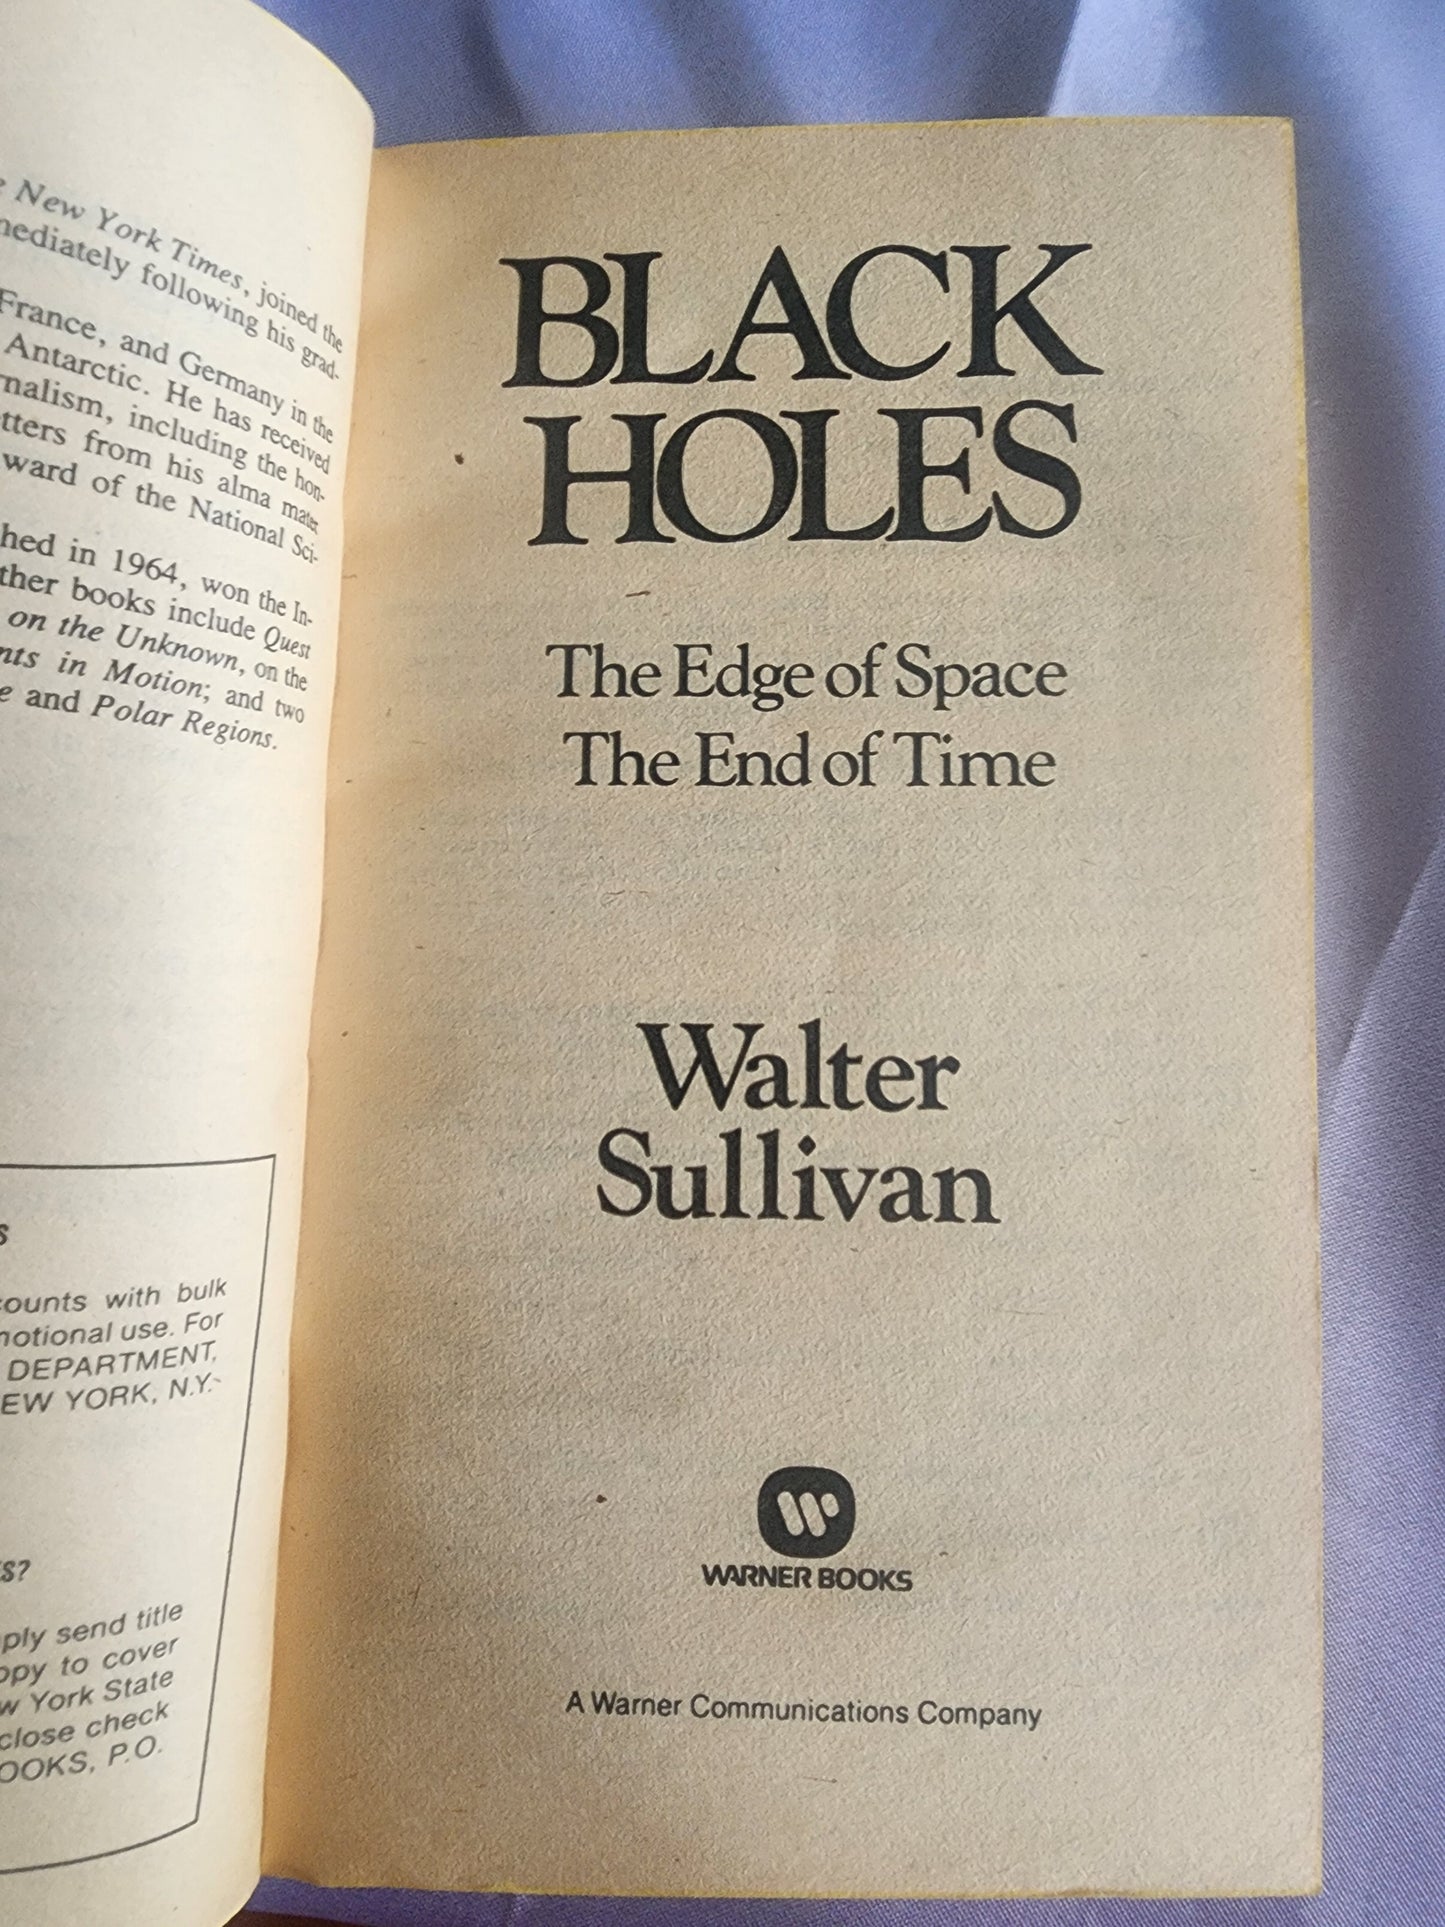 New York Times, joined the
mediately following his grad-
France, and Germany in the
Antarctic. He has received
nalism, including the hon-
tters from his alma mater
ward of the National Sci-
hed in 1964, won the In-
ther books include Quest
on the Unknown, on the
nts in Motion; and two
e and Polar Regions.
S
counts with bulk
motional use. For
DEPARTMENT,
EW YORK, N.Y.
S?
ply send title
opy to cover
w York State
close check
OOKS, P.O.
BLACK
HOLES
The Edge of Space
The End of Time
Walter
Sullivan
W
WARNER BOOKS
A Warner Communications Company